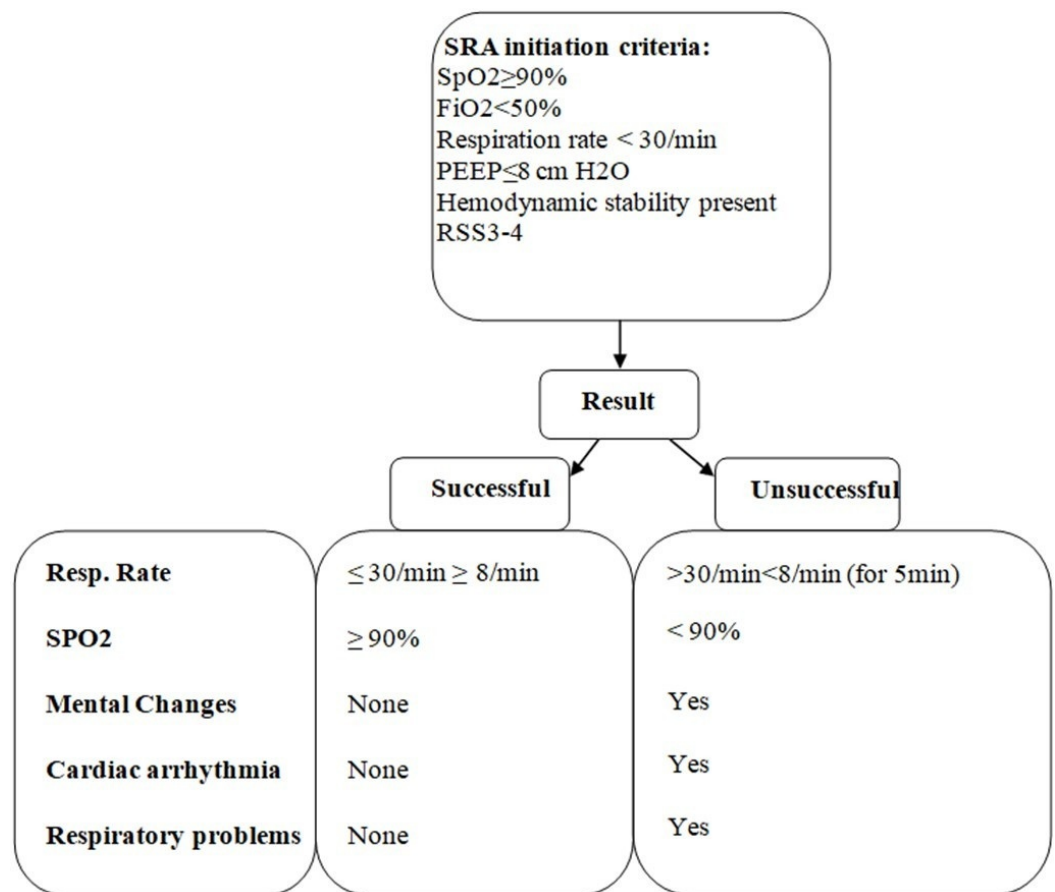 SRA initiation criteria:
SpO2≥90%
FiO2<50%
Respiration rate < 30/min
PEEP≤8 cm H2O
Hemodynamic stability present
RSS3-4
Result
Successful
Unsuccessful
Resp. Rate ≤ 30/min ≥ 8/min >30/min<8/min (for 5min)
SPO2 ≥ 90% < 90%
Mental Changes None Yes
Cardiac arrhythmia None Yes
Respiratory problems None Yes